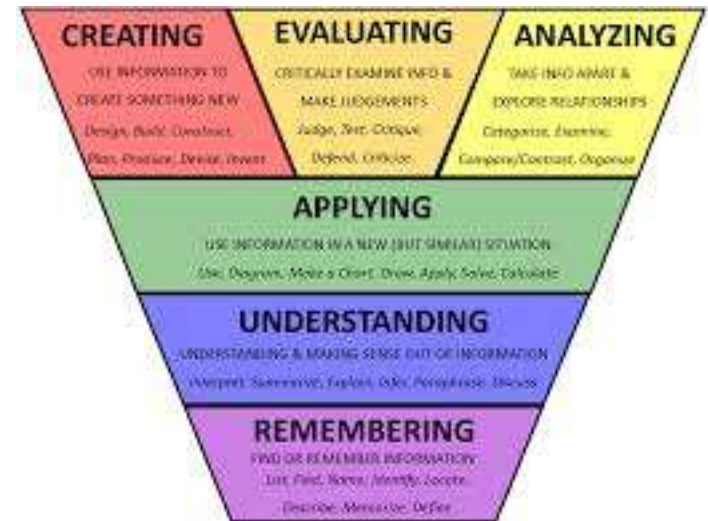 CREATING
USE INFORMATION TO
CREATE SOMETHING NEW
Design, Build, Construct,
Plan, Produce, Devise, Invent
EVALUATING
CRITICALLY EXAMINE INFO &
MAKE JUDGEMENTS
Judge, Test, Critique,
Defend, Criticize
ANALYZING
TAKE INFO APART &
EXPLORE RELATIONSHIPS
Categorize, Examine,
Compare/Contrast, Organize
APPLYING
USE INFORMATION IN A NEW (BUT SIMILAR) SITUATION
Use, Diagram, Make a Chart, Draw, Apply, Solve, Calculate
UNDERSTANDING
UNDERSTANDING & MAKING SENSE OUT OF INFORMATION
Interpret, Summarize, Explain, Infer, Paraphrase, Discuss
REMEMBERING
FIND OR REMEMBER INFORMATION
List, Find, Name, Identify, Locate,
Describe, Memorize, Define